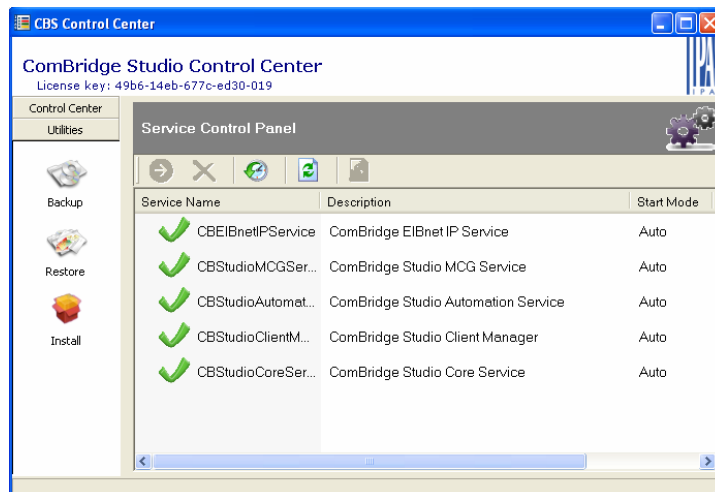 CBS Control Center
ComBridge Studio Control Center
License key: 49b6-14eb-677c-ed30-019
IPA
Control Center
Utilities
Service Control Panel
Backup
Restore
Install
Service Name Description Start Mode
CBEIBnetIPService ComBridge EIBnet IP Service Auto
CBStudioMCGSer... ComBridge Studio MCG Service Auto
CBStudioAutomat... ComBridge Studio Automation Service Auto
CBStudioClientM... ComBridge Studio Client Manager Auto
CBStudioCoreSer... ComBridge Studio Core Service Auto